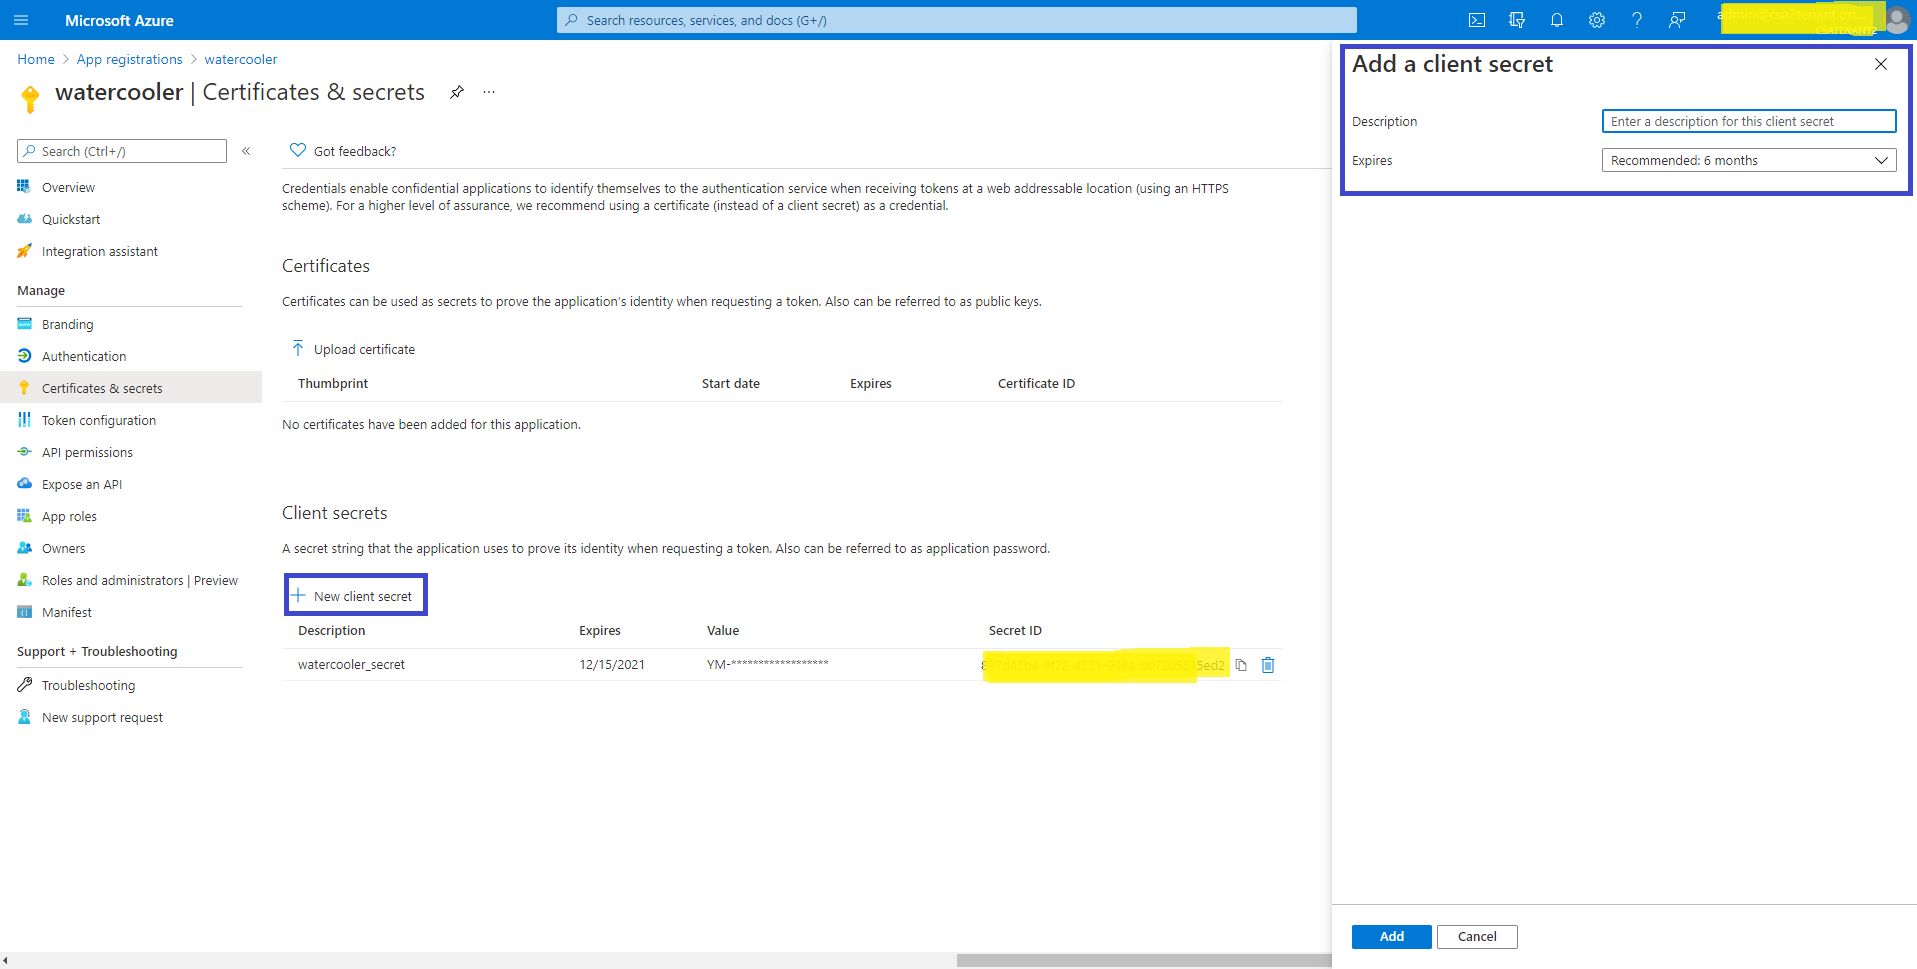 Microsoft Azure
Search resources, services, and docs (G+/)
Home > App registrations > watercooler
watercooler | Certificates & secrets
Search (Ctrl+/)
Overview
Quickstart
Integration assistant
Manage
Branding
Authentication
Certificates & secrets
Token configuration
API permissions
Expose an API
App roles
Owners
Roles and administrators | Preview
Manifest
Support + Troubleshooting
Troubleshooting
New support request
Got feedback?
Credentials enable confidential applications to identify themselves to the authentication service when receiving tokens at a web addressable location (using an HTTPS
scheme). For a higher level of assurance, we recommend using a certificate (instead of a client secret) as a credential.
Certificates
Certificates can be used as secrets to prove the application's identity when requesting a token. Also can be referred to as public keys.
Upload certificate
Thumbprint Start date Expires Certificate ID
No certificates have been added for this application.
Client secrets
A secret string that the application uses to prove its identity when requesting a token. Also can be referred to as application password.
New client secret
Description Expires Value Secret ID
watercooler_secret 12/15/2021 YM-******************
Add a client secret
Description Enter a description for this client secret
Expires Recommended: 6 months
Add Cancel